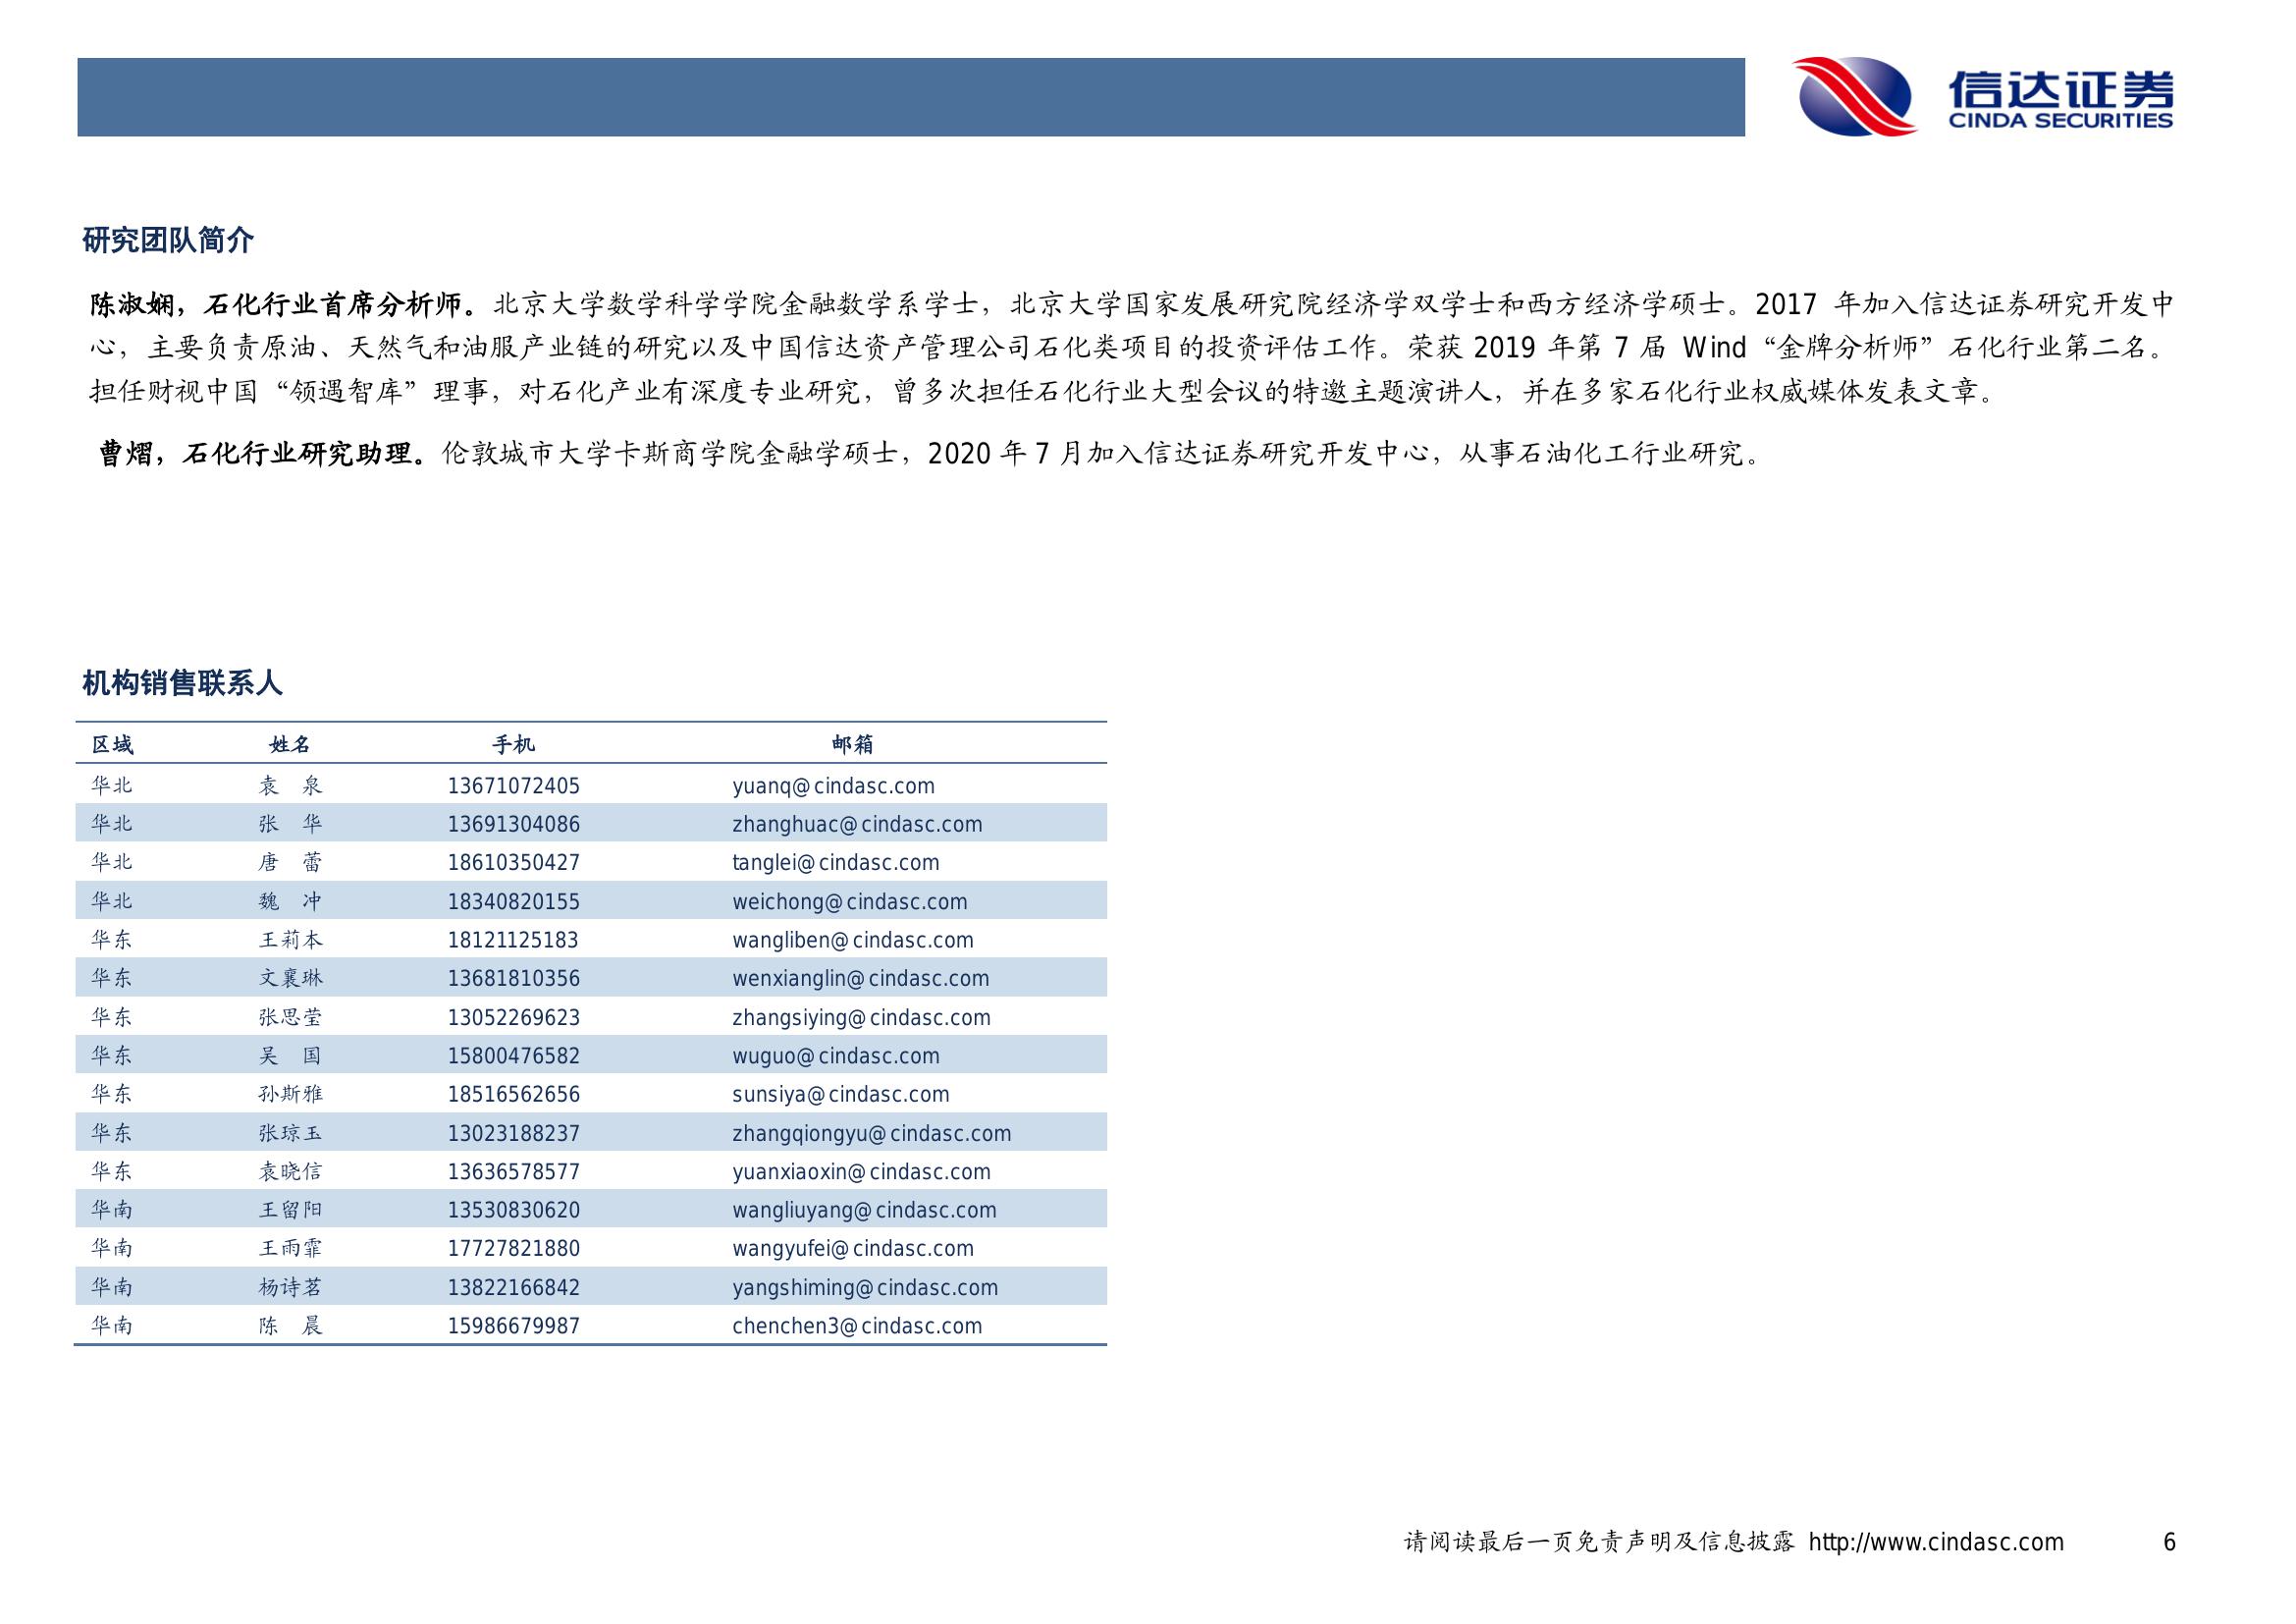 信达证券
CINDA SECURITIES
研究团队简介
陈淑娴，石化行业首席分析师。北京大学数学科学学院金融数学系学士，北京大学国家发展研究院经济学双学士和西方经济学硕士。2017 年加入信达证券研究开发中
心，主要负责原油、天然气和油服产业链的研究以及中国信达资产管理公司石化类项目的投资评估工作。荣获 2019 年第 7 届 Wind “金牌分析师”石化行业第二名。
担任财视中国“领遇智库”理事，对石化产业有深度专业研究，曾多次担任石化行业大型会议的特邀主题演讲人，并在多家石化行业权威媒体发表文章。
曹熠，石化行业研究助理。伦敦城市大学卡斯商学院金融学硕士，2020 年 7 月加入信达证券研究开发中心，从事石油化工行业研究。
机构销售联系人
区域 姓名 手机 邮箱
华北 袁　泉 13671072405 yuanq@cindasc.com
华北 张　华 13691304086 zhanghuac@cindasc.com
华北 唐　蕾 18610350427 tanglei@cindasc.com
华北 魏　冲 18340820155 weichong@cindasc.com
华东 王莉本 18121125183 wangliben@cindasc.com
华东 文襄琳 13681810356 wenxianglin@cindasc.com
华东 张思莹 13052269623 zhangsiying@cindasc.com
华东 吴　国 15800476582 wuguo@cindasc.com
华东 孙斯雅 18516562656 sunsiya@cindasc.com
华东 张琼玉 13023188237 zhangqiongyu@cindasc.com
华东 袁晓信 13636578577 yuanxiaoxin@cindasc.com
华南 王留阳 13530830620 wangliuyang@cindasc.com
华南 王雨霏 17727821880 wangyufei@cindasc.com
华南 杨诗茗 13822166842 yangshiming@cindasc.com
华南 陈　晨 15986679987 chenchen3@cindasc.com
请阅读最后一页免责声明及信息披露 http://www.cindasc.com 6